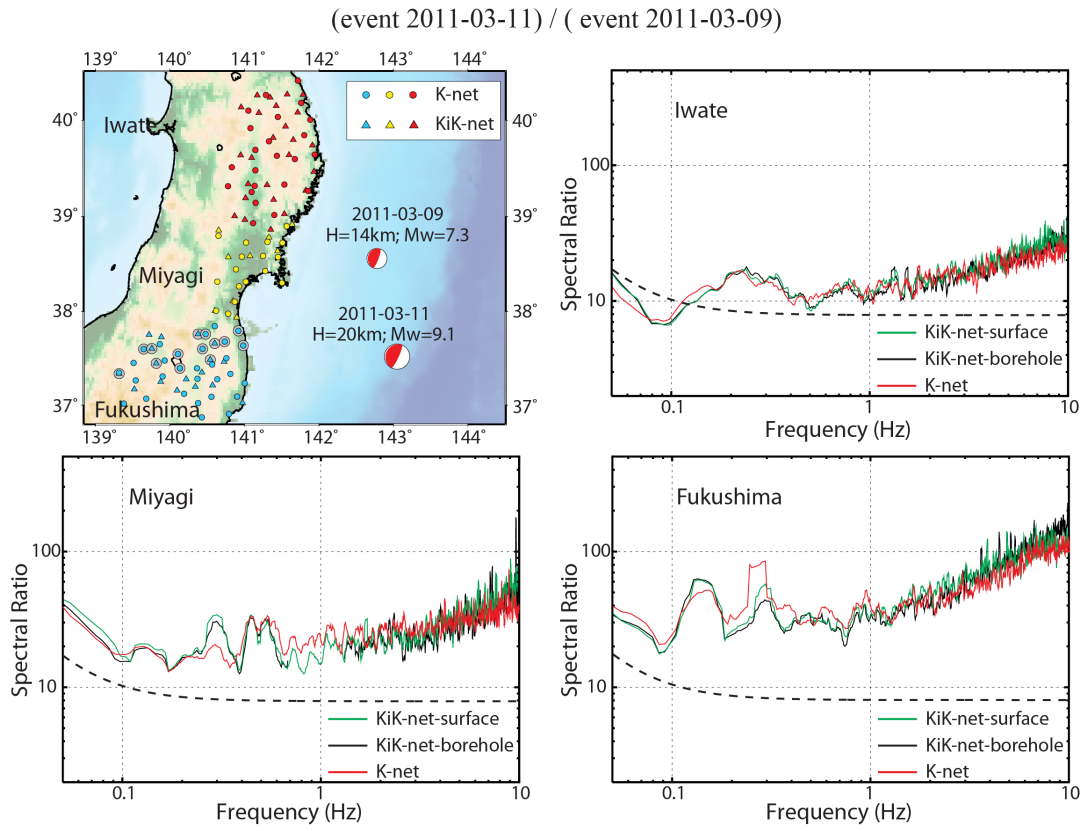 (event 2011-03-11) / ( event 2011-03-09)
139° 140° 141° 142° 143° 144°
40° 40°
39° 39°
38° 38°
37° 37°
139° 140° 141° 142° 143° 144°
K-net
KiK-net
Iwate
2011-03-09
H=14km; Mw=7.3
Miyagi
2011-03-11
H=20km; Mw=9.1
Fukushima
Iwate
Spectral Ratio
100
10
KiK-net-surface
KiK-net-borehole
K-net
0.1 1 10
Frequency (Hz)
Miyagi
Spectral Ratio
100
10
KiK-net-surface
KiK-net-borehole
K-net
0.1 1 10
Frequency (Hz)
Fukushima
Spectral Ratio
100
10
KiK-net-surface
KiK-net-borehole
K-net
0.1 1 10
Frequency (Hz)